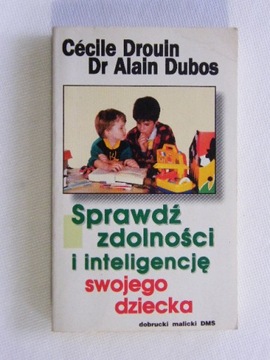 Cécile Drouin
Dr Alain Dubos
Sprawdź
zdolności
i inteligencję
swojego
dziecka
dobrucki malicki DMS